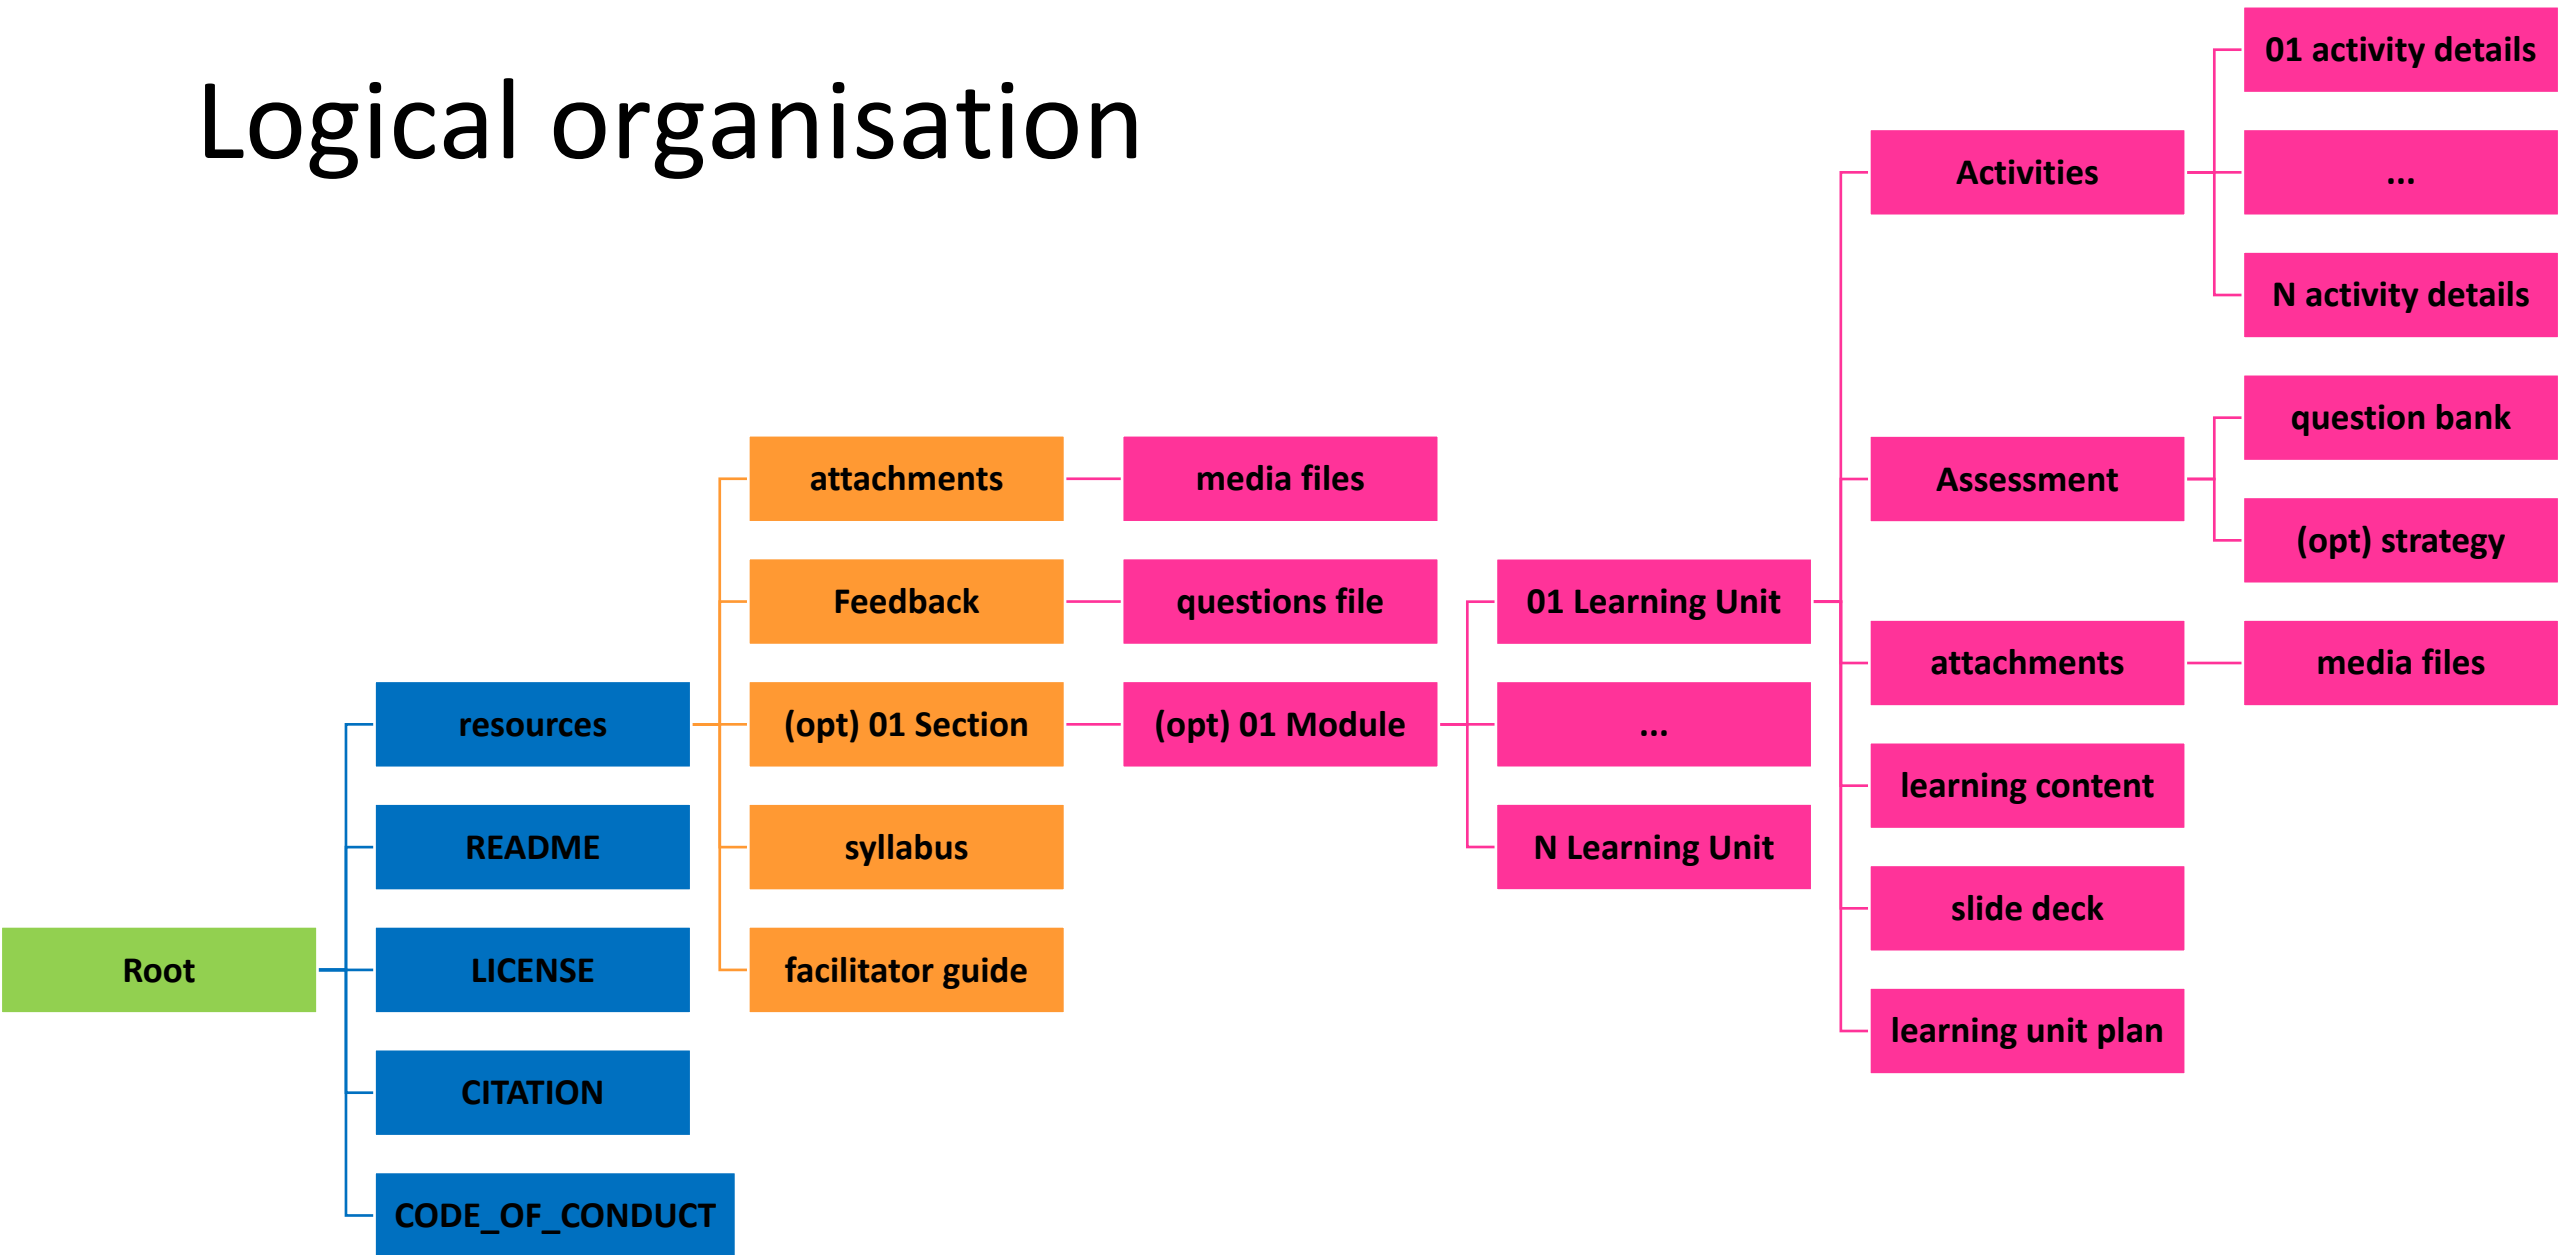 Logical organisation
Root
resources
README
LICENSE
CITATION
CODE_OF_CONDUCT
attachments
Feedback
(opt) 01 Section
syllabus
facilitator guide
media files
questions file
(opt) 01 Module
01 Learning Unit
...
N Learning Unit
Activities
Assessment
attachments
learning content
slide deck
learning unit plan
01 activity details
...
N activity details
question bank
(opt) strategy
media files